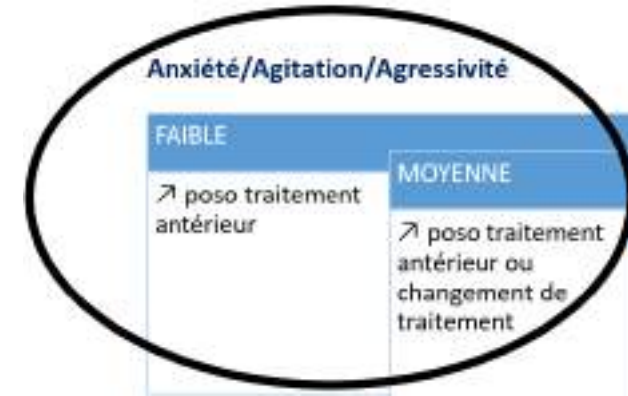 Anxiété/Agitation/Agressivité
FAIBLE
↗ poso traitement
antérieur
MOYENNE
↗ poso traitement
antérieur ou
changement de
traitement